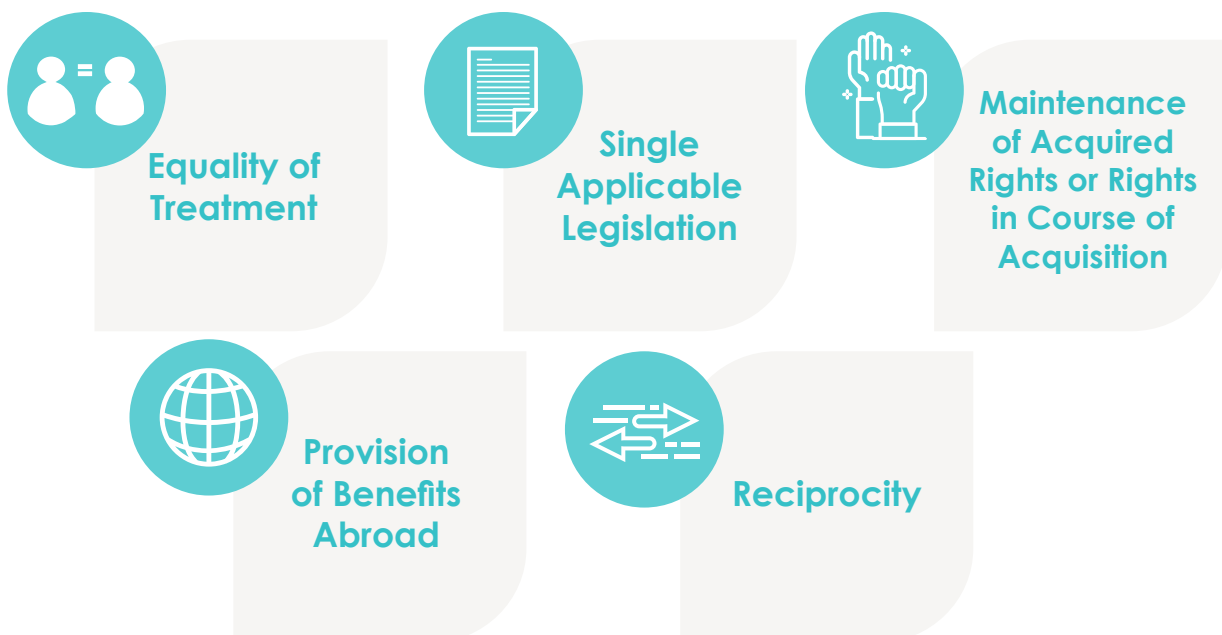 Equality of
Treatment
Single
Applicable
Legislation
Maintenance
of Acquired
Rights or Rights
in Course of
Acquisition
Provision
of Benefits
Abroad
Reciprocity